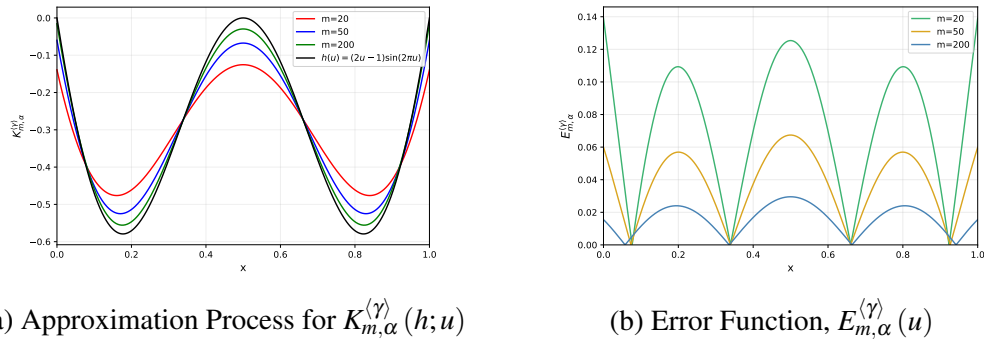 0.0
−0.1
−0.2
−0.3
−0.4
−0.5
−0.6
K^{⟨γ⟩}_{m,α}
0.0 0.2 0.4 0.6 0.8 1.0
x
m=20
m=50
m=200
h(u) = (2u − 1)sin(2πu)
0.14
0.12
0.10
0.08
0.06
0.04
0.02
0.00
E^{⟨γ⟩}_{m,α}
0.0 0.2 0.4 0.6 0.8 1.0
x
m=20
m=50
m=200
) Approximation Process for K^{⟨γ⟩}_{m,α} (h;u)
(b) Error Function, E^{⟨γ⟩}_{m,α} (u)